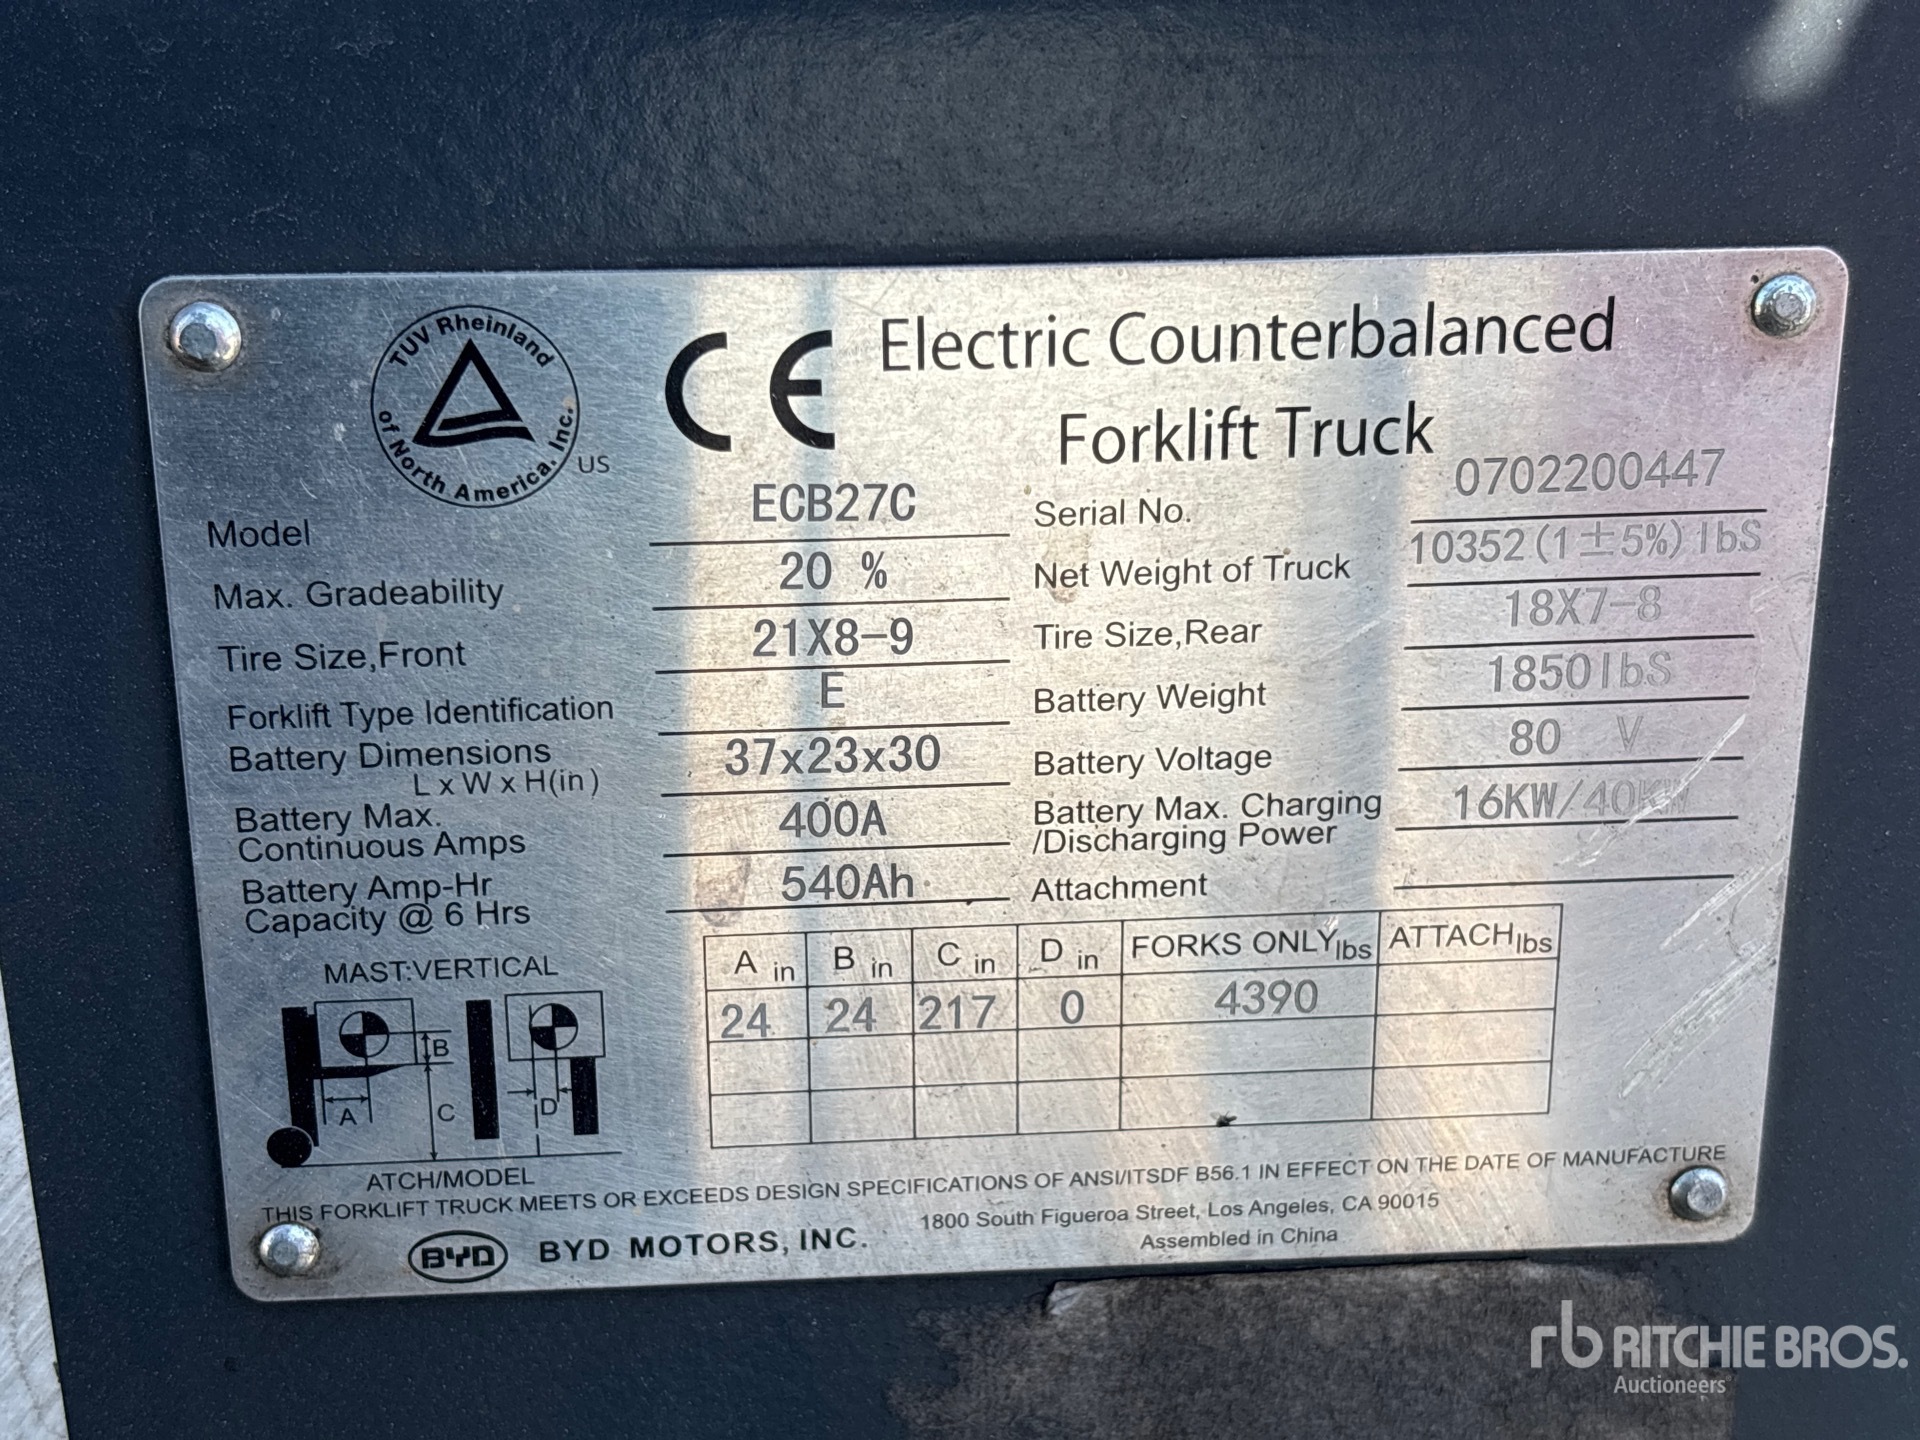 TUV Rheinland
of North America, Inc.
US
CE
Electric Counterbalanced
Forklift Truck
Model ECB27C Serial No. 0702200447
Max. Gradeability 20 % Net Weight of Truck 10352(1±5%)lbS
Tire Size,Front 21X8-9 Tire Size,Rear 18X7-8
Forklift Type Identification E Battery Weight 1850lbS
Battery Dimensions
L x W x H(in) 37x23x30 Battery Voltage 80 V
Battery Max.
Continuous Amps 400A Battery Max. Charging
/Discharging Power 16KW/40KW
Battery Amp-Hr
Capacity @ 6 Hrs 540Ah Attachment
MAST:VERTICAL
A in B in C in D in FORKS ONLY lbs ATTACH lbs
24 24 217 0 4390
B
A C D
ATCH/MODEL
THIS FORKLIFT TRUCK MEETS OR EXCEEDS DESIGN SPECIFICATIONS OF ANSI/ITSDF B56.1 IN EFFECT ON THE DATE OF MANUFACTURE
BYD BYD MOTORS, INC. 1800 South Figueroa Street, Los Angeles, CA 90015
Assembled in China
rb RITCHIE BROS.
Auctioneers